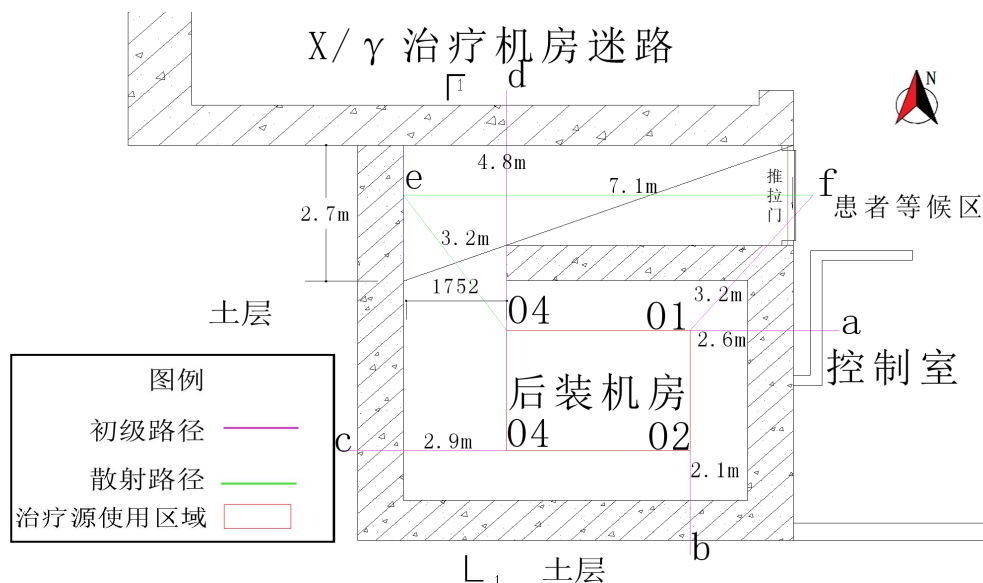 X/γ治疗机房迷路
1
d
N
4.8m
推拉门
e
7.1m
f
患者等候区
2.7m
3.2m
1752
土层
04
01
3.2m
a
2.6m
控制室
后装机房
图例
初级路径
散射路径
治疗源使用区域
c
2.9m
04
02
2.1m
b
1
土层